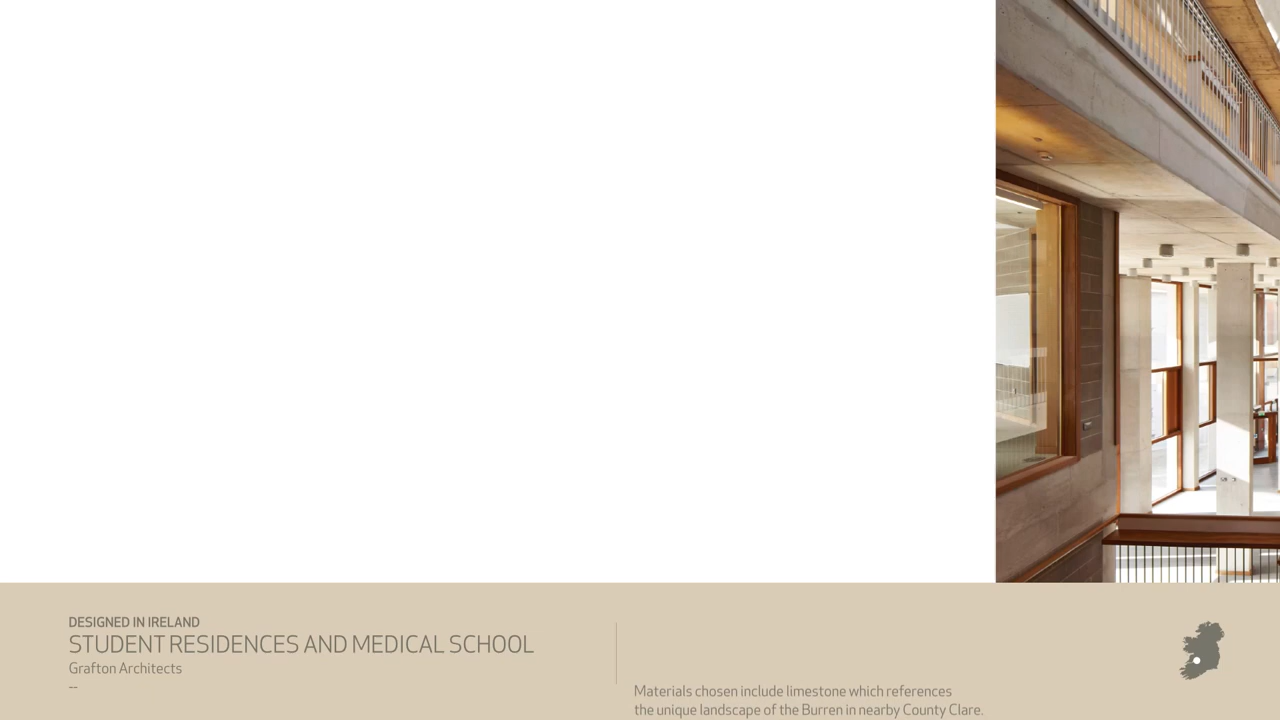 DESIGNED IN IRELAND
STUDENT RESIDENCES AND MEDICAL SCHOOL
Grafton Architects
--
Materials chosen include limestone which references
the unique landscape of the Burren in nearby County Clare.